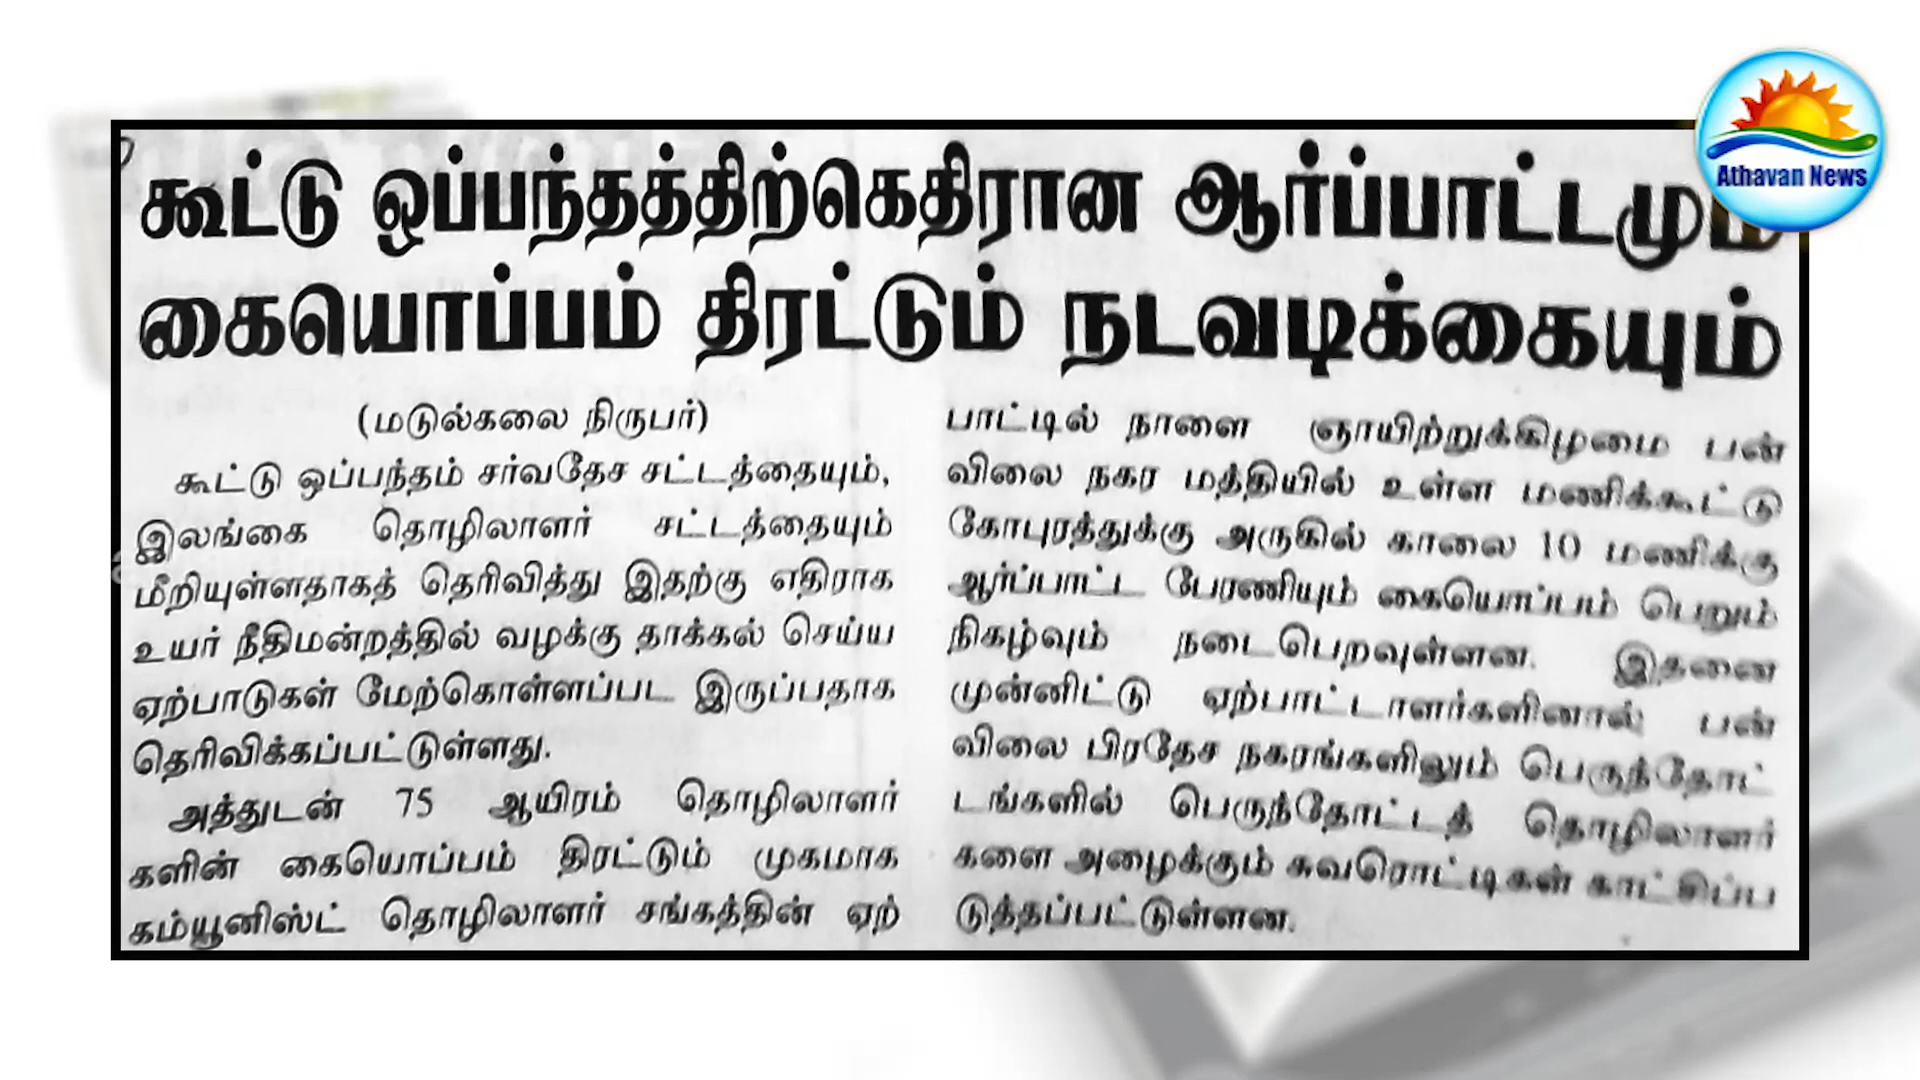 கூட்டு ஒப்பந்தத்திற்கெதிரான ஆர்ப்பாட்டமும்
கையொப்பம் திரட்டும் நடவடிக்கையும்
(மடுல்கலை நிருபர்)
கூட்டு ஒப்பந்தம் சர்வதேச சட்டத்தையும்,
இலங்கை தொழிலாளர் சட்டத்தையும்
மீறியுள்ளதாகத் தெரிவித்து இதற்கு எதிராக
உயர் நீதிமன்றத்தில் வழக்கு தாக்கல் செய்ய
ஏற்பாடுகள் மேற்கொள்ளப்பட இருப்பதாக
தெரிவிக்கப்பட்டுள்ளது.
அத்துடன் 75 ஆயிரம் தொழிலாளர்
களின் கையொப்பம் திரட்டும் முகமாக
கம்யூனிஸ்ட் தொழிலாளர் சங்கத்தின் ஏற்
பாட்டில் நாளை ஞாயிற்றுக்கிழமை பன்
விலை நகர மத்தியில் உள்ள மணிக்கூட்டு
கோபுரத்துக்கு அருகில் காலை 10 மணிக்கு
ஆர்ப்பாட்ட பேரணியும் கையொப்பம் பெறும்
நிகழ்வும் நடைபெறவுள்ளன. இதனை
முன்னிட்டு ஏற்பாட்டாளர்களினால் பன்
விலை பிரதேச நகரங்களிலும் பெருந்தோட்
டங்களில் பெருந்தோட்டத் தொழிலாளர்
களை அழைக்கும் சுவரொட்டிகள் காட்சிப்ப
டுத்தப்பட்டுள்ளன.
Athavan News